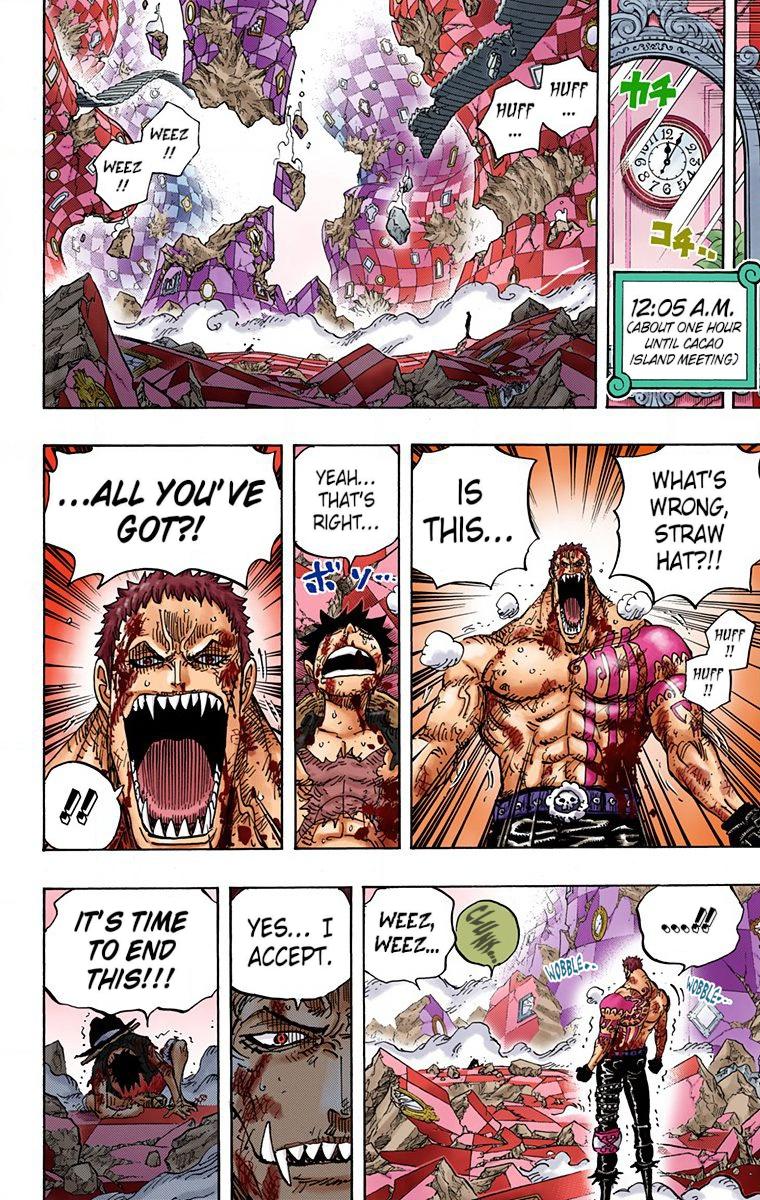 カチ
コチ..
12:05 A.M.
(ABOUT ONE HOUR
UNTIL CACAO
ISLAND MEETING)
HUFF
...
HUFF
...
WEEZ
!!
WEEZ
!!
WHAT'S
WRONG,
STRAW
HAT?!!
IS
THIS...
HUFF
!!
HUFF
!!
YEAH...
THAT'S
RIGHT...
ボソ...
...ALL YOU'VE
GOT?!
!!
...!!
WEEZ,
WEEZ...
CLUNK...
WOBBLE..
WOBBLE..
YES... I
ACCEPT.
IT'S TIME
TO END
THIS!!!